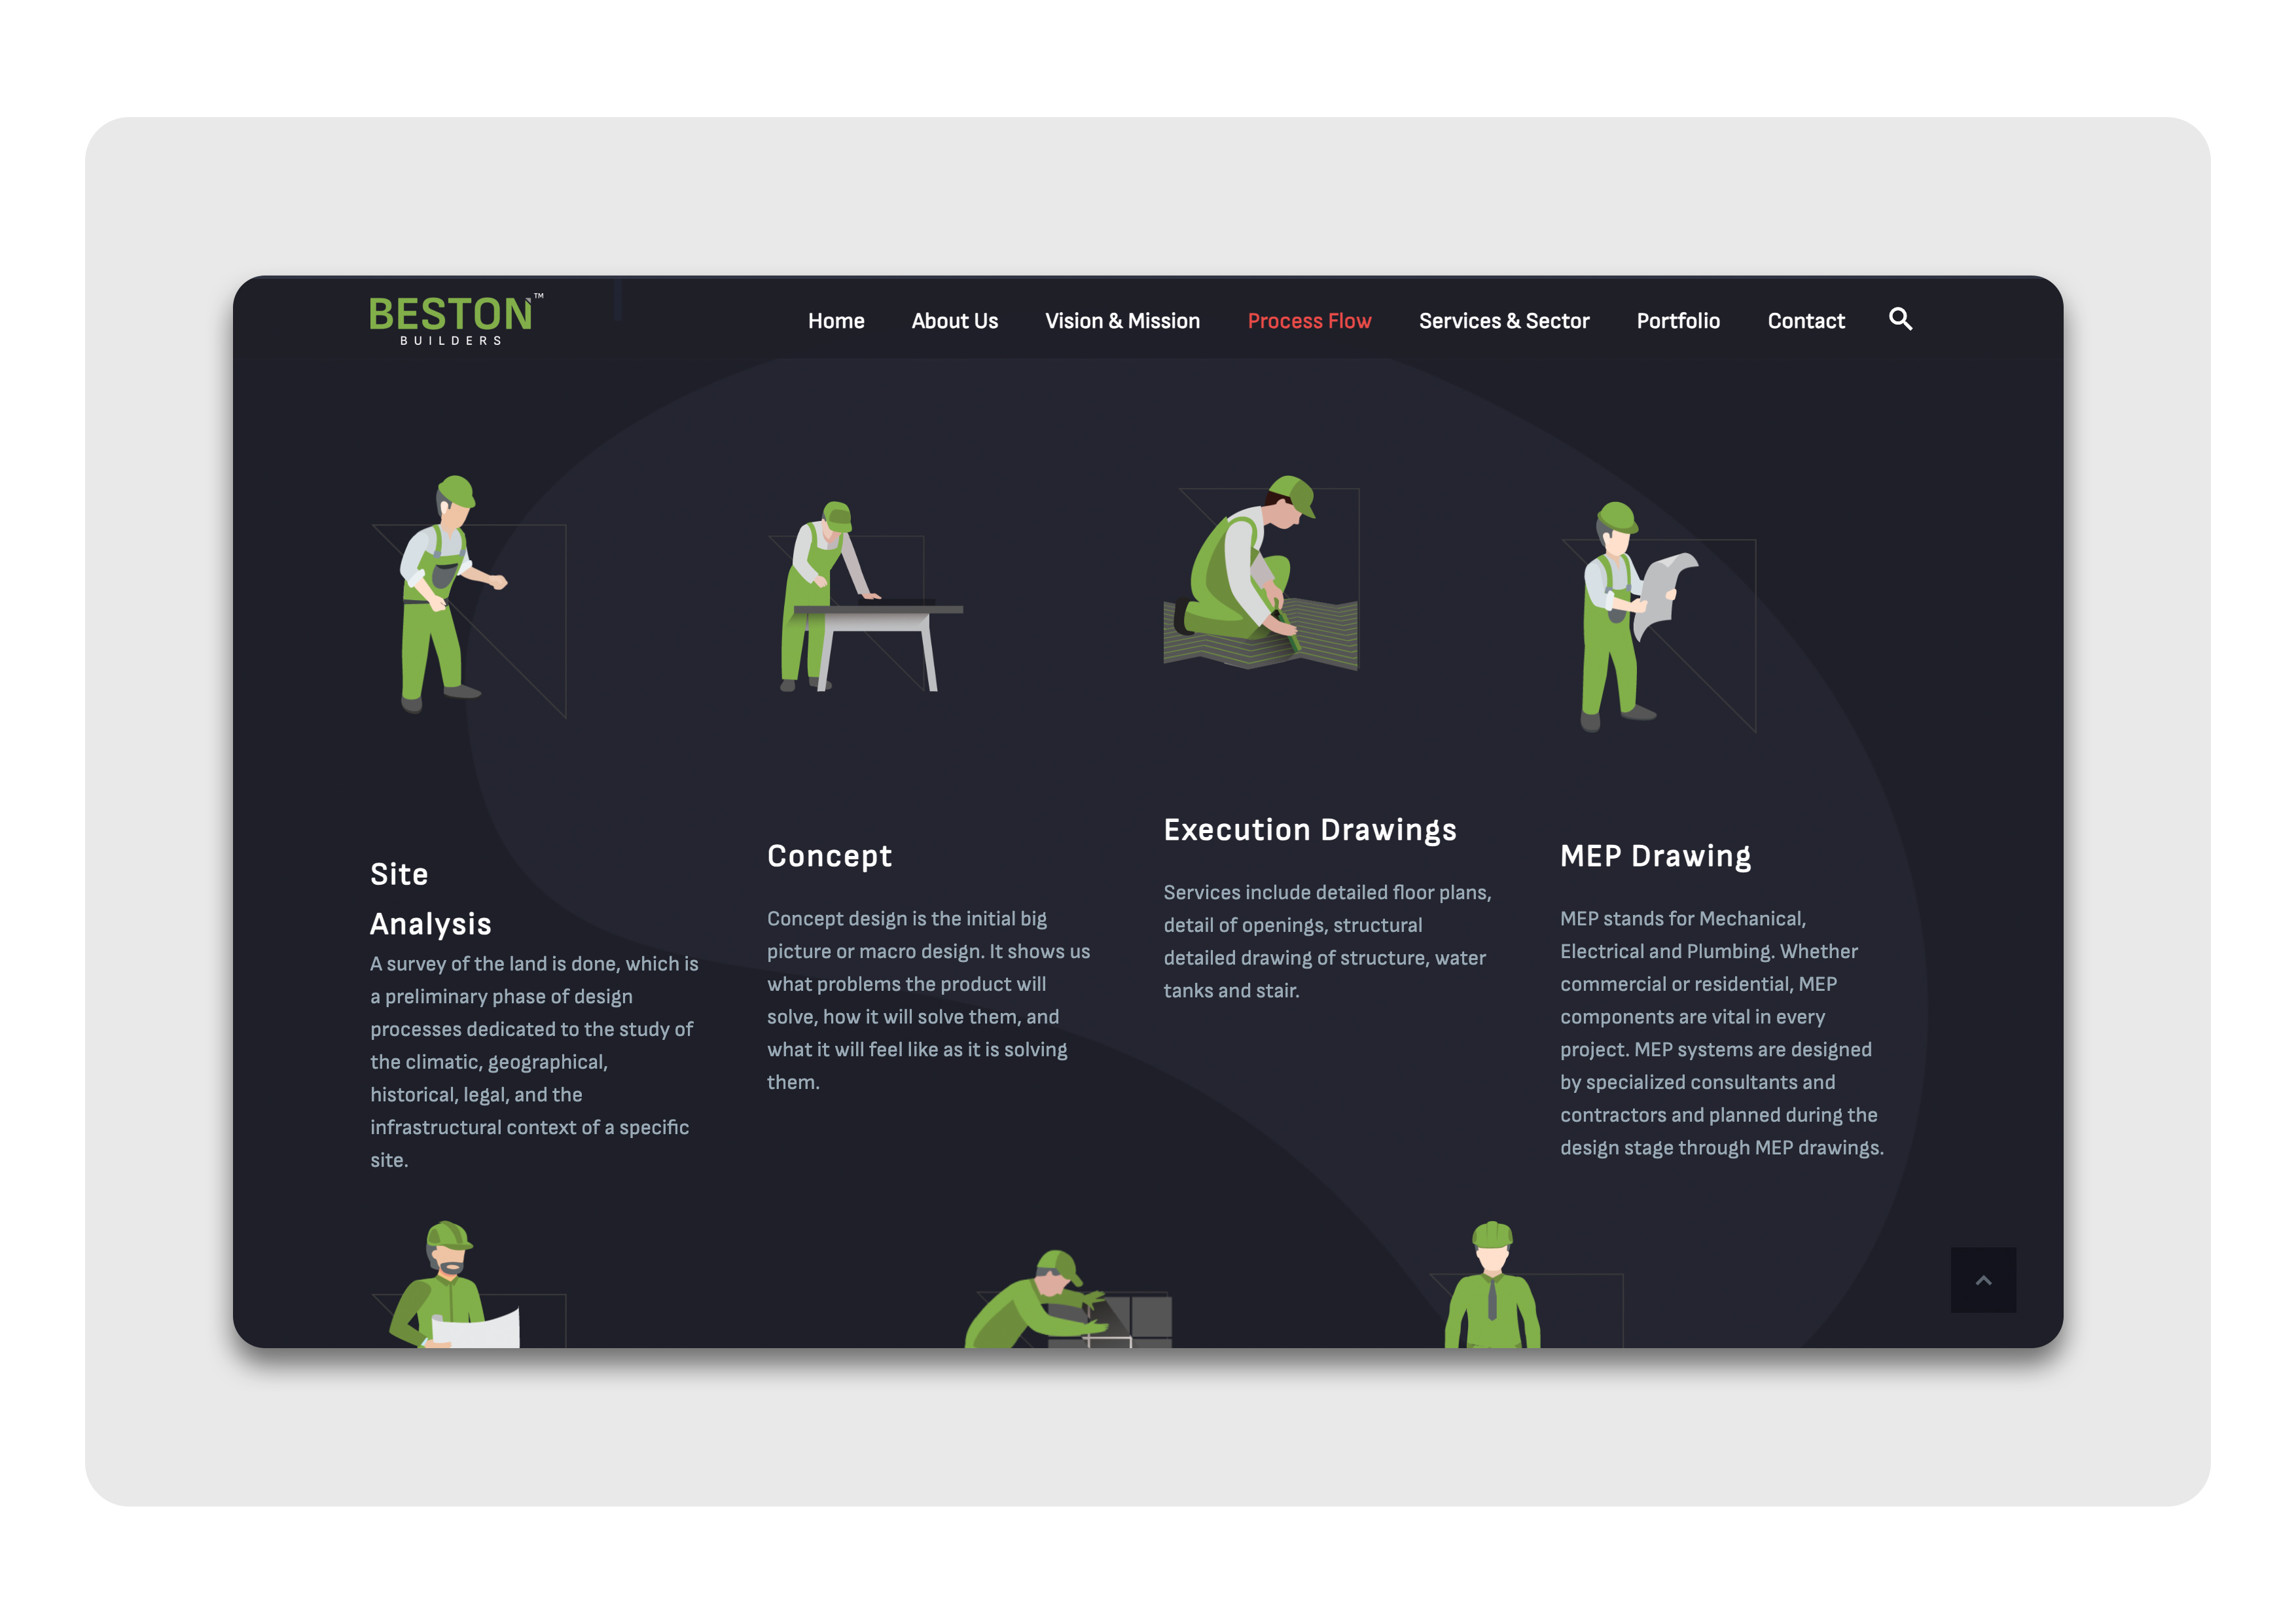 BESTON™
BUILDERS
Home About Us Vision & Mission Process Flow Services & Sector Portfolio Contact
Site
Analysis
A survey of the land is done, which is
a preliminary phase of design
processes dedicated to the study of
the climatic, geographical,
historical, legal, and the
infrastructural context of a specific
site.
Concept
Concept design is the initial big
picture or macro design. It shows us
what problems the product will
solve, how it will solve them, and
what it will feel like as it is solving
them.
Execution Drawings
Services include detailed floor plans,
detail of openings, structural
detailed drawing of structure, water
tanks and stair.
MEP Drawing
MEP stands for Mechanical,
Electrical and Plumbing. Whether
commercial or residential, MEP
components are vital in every
project. MEP systems are designed
by specialized consultants and
contractors and planned during the
design stage through MEP drawings.